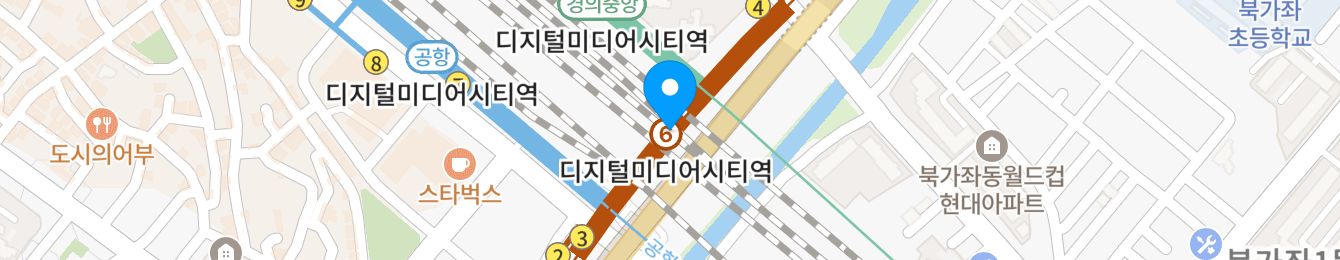 경의중앙
9
4
북가좌
초등학교
디지털미디어시티역
공항
8
7
디지털미디어시티역
6
도시의어부
디지털미디어시티역
스타벅스
북가좌동월드컵
현대아파트
3
2